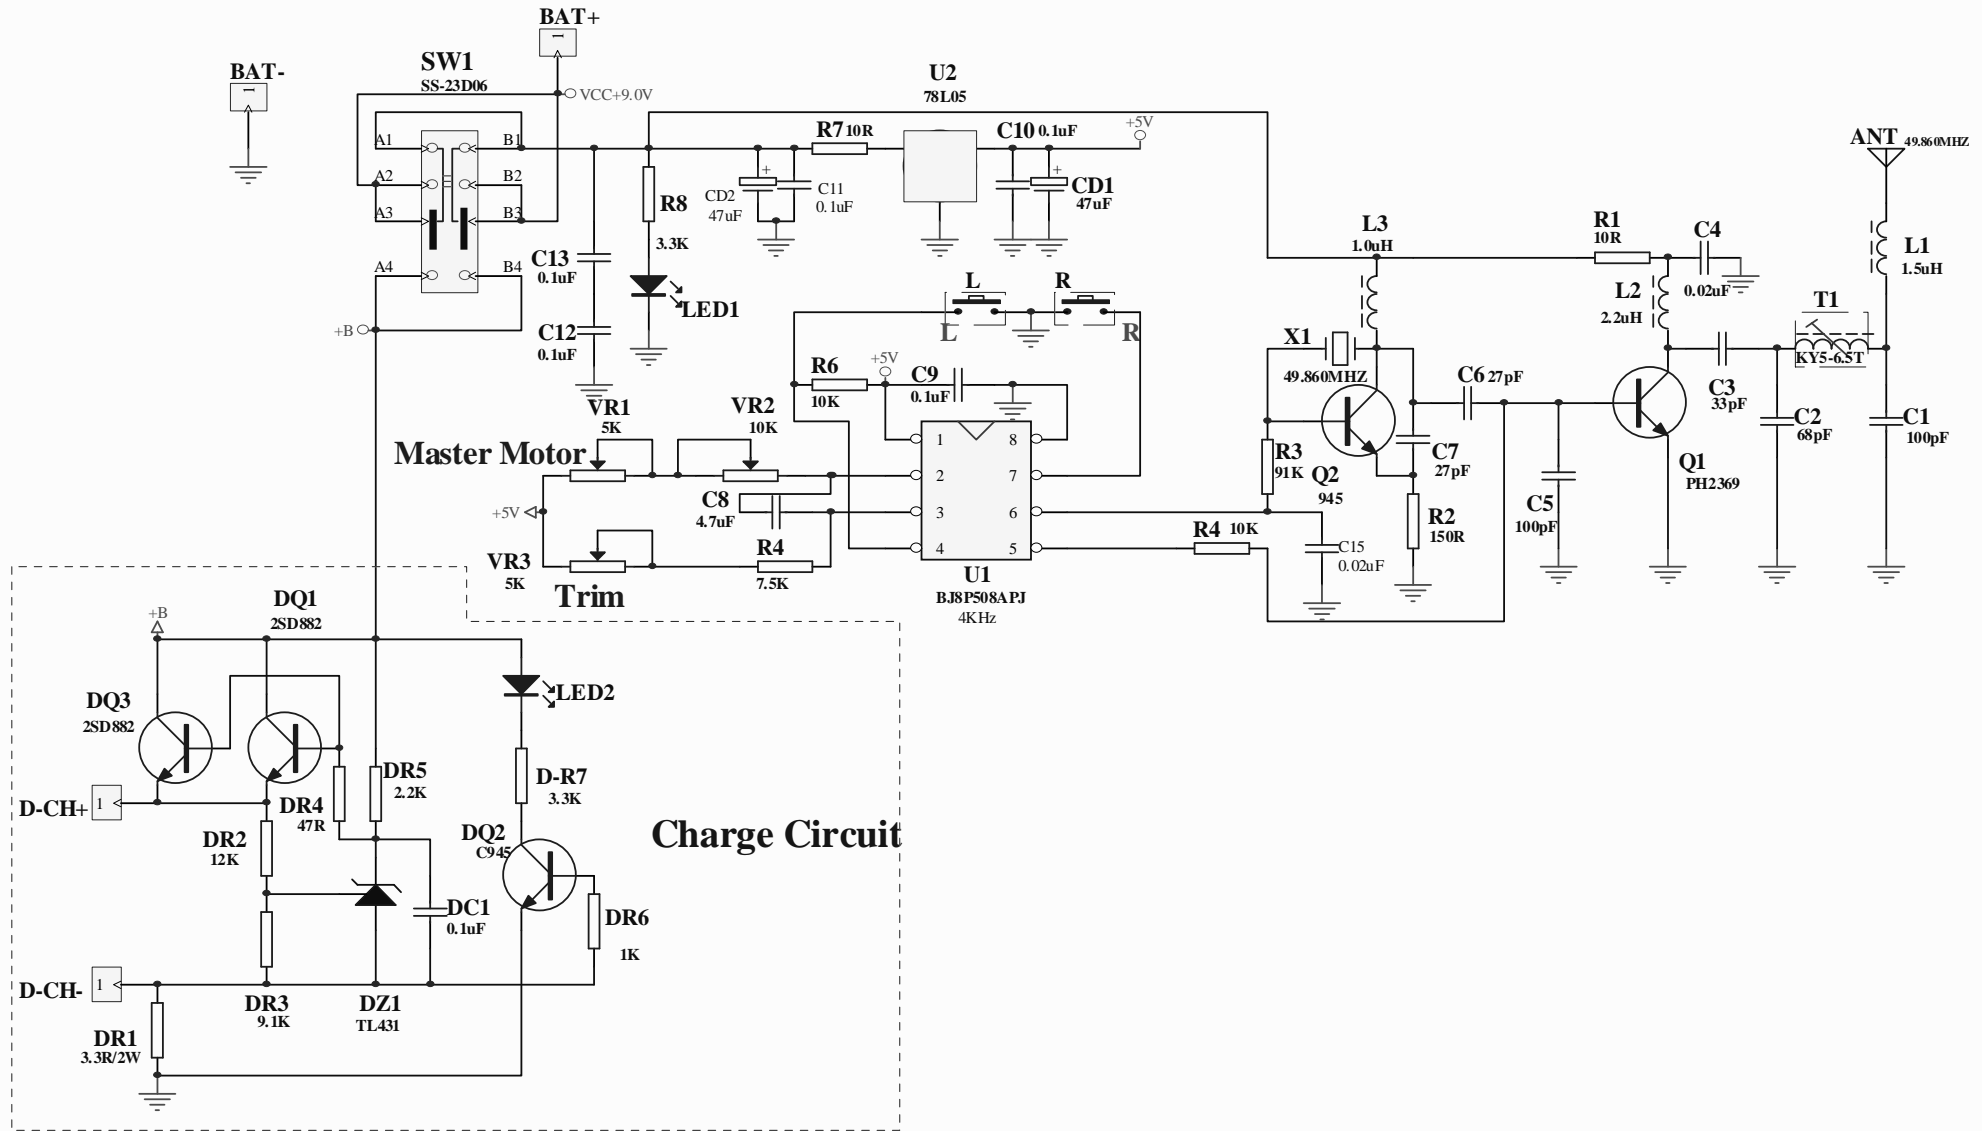 BAT+
1
BAT-
1
SW1
SS-23D06
VCC+9.0V
A1
B1
A2
B2
A3
B3
A4
B4
+B
U2
78L05
R7 10R
C10 0.1uF
+5V
ANT 49.860MHZ
R8
3.3K
CD2
47uF
C11
0.1uF
CD1
47uF
C13
0.1uF
C12
0.1uF
LED1
L
R
L
R
L3
1.0uH
R1
10R
C4
0.02uF
L1
1.5uH
L2
2.2uH
T1
KY5-6.5T
X1
49.860MHZ
R6
10K
+5V
C9
0.1uF
C6 27pF
C3
33pF
C2
68pF
C1
100pF
VR1
5K
VR2
10K
Master Motor
1
8
2
7
3
6
4
5
R3
91K
Q2
945
C7
27pF
Q1
PH2369
C8
4.7uF
+5V
R4 10K
C5
100pF
R2
150R
C15
0.02uF
VR3
5K
R4
7.5K
Trim
U1
BJ8P508APJ
4KHz
+B
DQ1
2SD882
DQ3
2SD882
LED2
D-CH+
1
DR4
47R
DR5
2.2K
D-R7
3.3K
DR2
12K
DQ2
C945
Charge Circuit
DC1
0.1uF
DR6
1K
D-CH-
1
DR3
9.1K
DZ1
TL431
DR1
3.3R/2W